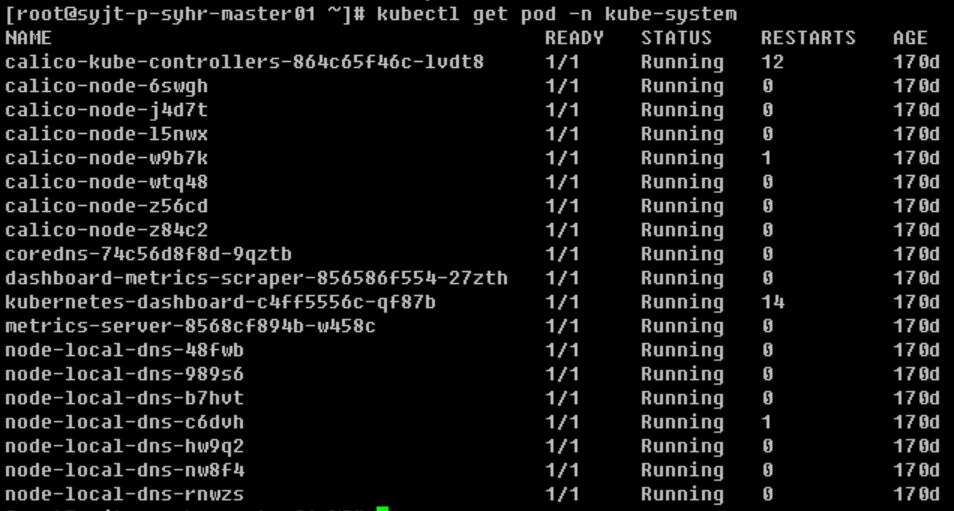 [root@syjt-p-syhr-master01 ~]# kubectl get pod -n kube-system
NAME READY STATUS RESTARTS AGE
calico-kube-controllers-864c65f46c-lvdt8 1/1 Running 12 170d
calico-node-6swgh 1/1 Running 0 170d
calico-node-j4d7t 1/1 Running 0 170d
calico-node-l5nwx 1/1 Running 0 170d
calico-node-w9b7k 1/1 Running 1 170d
calico-node-wtq48 1/1 Running 0 170d
calico-node-z56cd 1/1 Running 0 170d
calico-node-z84c2 1/1 Running 0 170d
coredns-74c56d8f8d-9qztb 1/1 Running 0 170d
dashboard-metrics-scraper-856586f554-27zth 1/1 Running 0 170d
kubernetes-dashboard-c4ff5556c-qf87b 1/1 Running 14 170d
metrics-server-8568cf894b-w458c 1/1 Running 0 170d
node-local-dns-48fwb 1/1 Running 0 170d
node-local-dns-989s6 1/1 Running 0 170d
node-local-dns-b7hvt 1/1 Running 0 170d
node-local-dns-c6dvh 1/1 Running 1 170d
node-local-dns-hw9q2 1/1 Running 0 170d
node-local-dns-nw8f4 1/1 Running 0 170d
node-local-dns-rnwzs 1/1 Running 0 170d